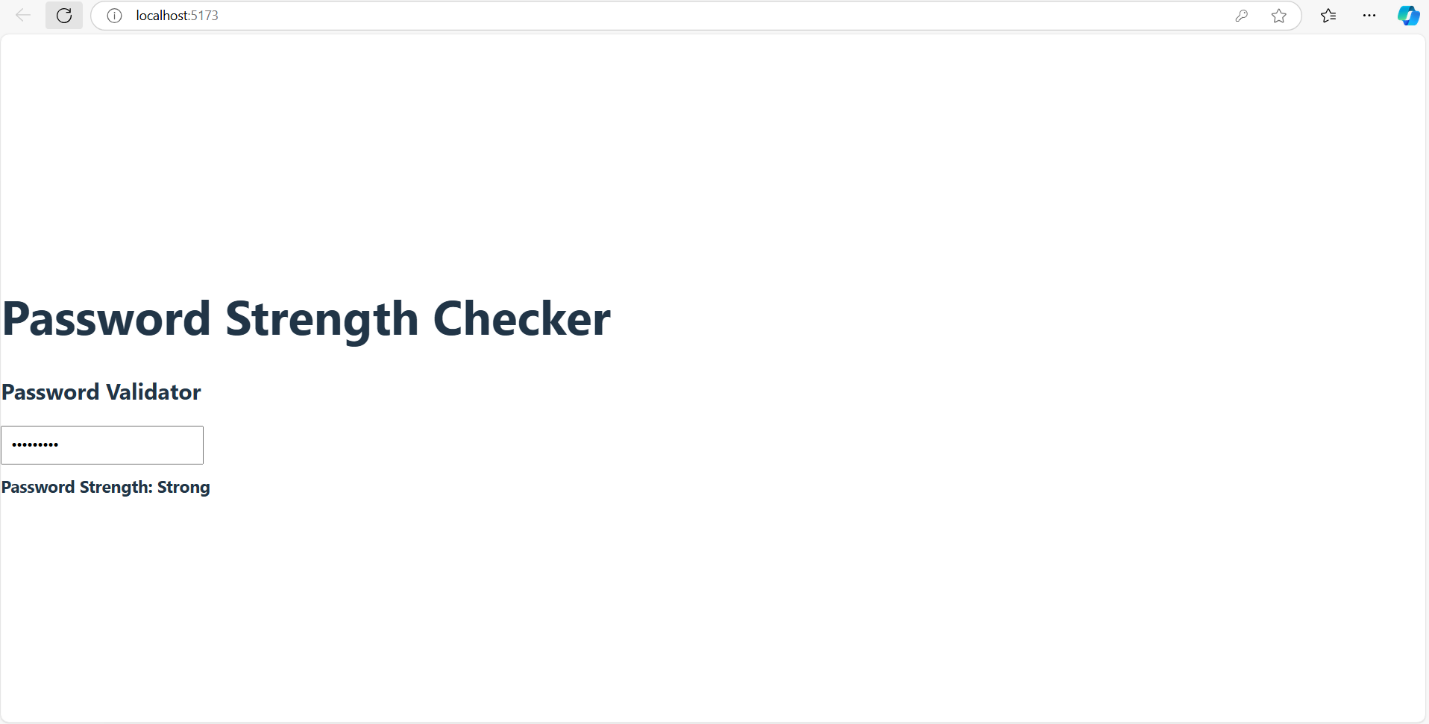 localhost:5173
Password Strength Checker
Password Validator
•••••••••
Password Strength: Strong